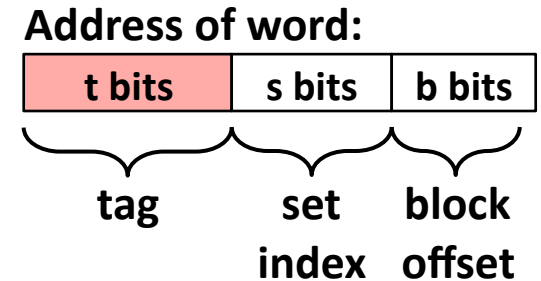 Address of word:
t bits s bits b bits
tag set block
index offset